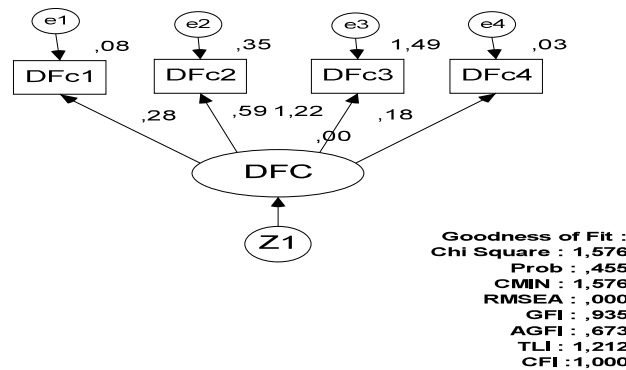 e1 e2 e3 e4
,08 ,35 1,49 ,03
DFc1 DFc2 DFc3 DFc4
,28 ,59 1,22 ,18
,00
DFC
Z1
Goodness of Fit :
Chi Square : 1,576
Prob : ,455
CMIN : 1,576
RMSEA : ,000
GFI : ,935
AGFI : ,673
TLI : 1,212
CFI :1,000